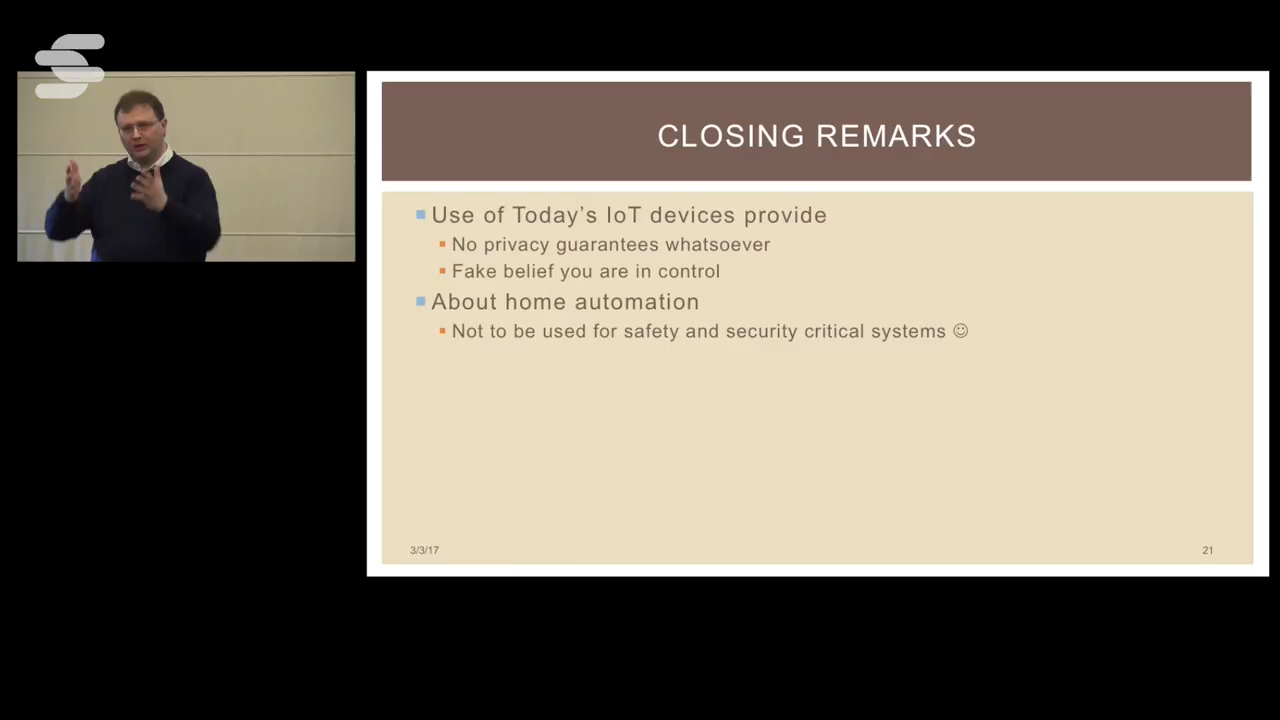 CLOSING REMARKS
Use of Today's IoT devices provide
No privacy guarantees whatsoever
Fake belief you are in control
About home automation
Not to be used for safety and security critical systems ☺
3/3/17
21